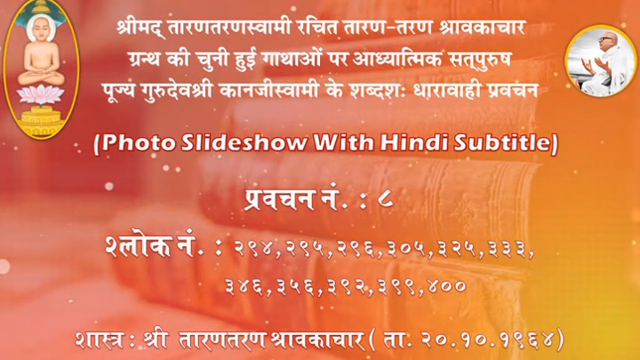 श्रीमद् तारणतरणस्वामी रचित तारण-तरण श्रावकाचार
ग्रन्थ की चुनी हुई गाथाओं पर आध्यात्मिक सत्पुरुष
पूज्य गुरुदेवश्री कानजीस्वामी के शब्दशः धारावाही प्रवचन
(Photo Slideshow With Hindi Subtitle)
प्रवचन नं. : ८
श्लोक नं. : २९४,२९५,२९६,३०५,३२५,३३३,
३४६,३५६,३९२,३९९,४००
शास्त्र : श्री तारणतरण श्रावकाचार ( ता. २०.१०.१९६४)